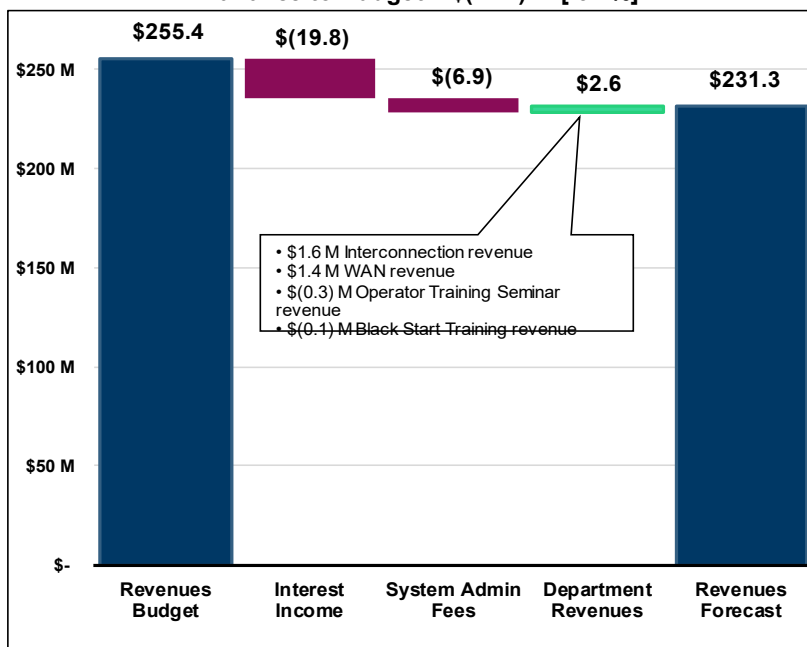 $255.4
$(19.8)
$(6.9)
$2.6
$231.3
$250 M
$200 M
$150 M
$100 M
$50 M
$-
• $1.6 M Interconnection revenue
• $1.4 M WAN revenue
• $(0.3) M Operator Training Seminar
revenue
• $(0.1) M Black Start Training revenue
Revenues
Budget
Interest
Income
System Admin
Fees
Department
Revenues
Revenues
Forecast